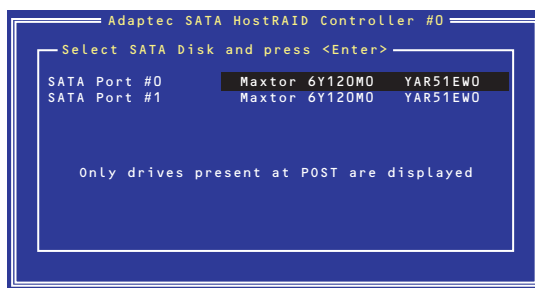 Adaptec SATA HostRAID Controller #0
Select SATA Disk and press <Enter>
SATA Port #0 Maxtor 6Y120M0 YAR51EW0
SATA Port #1 Maxtor 6Y120M0 YAR51EW0
Only drives present at POST are displayed